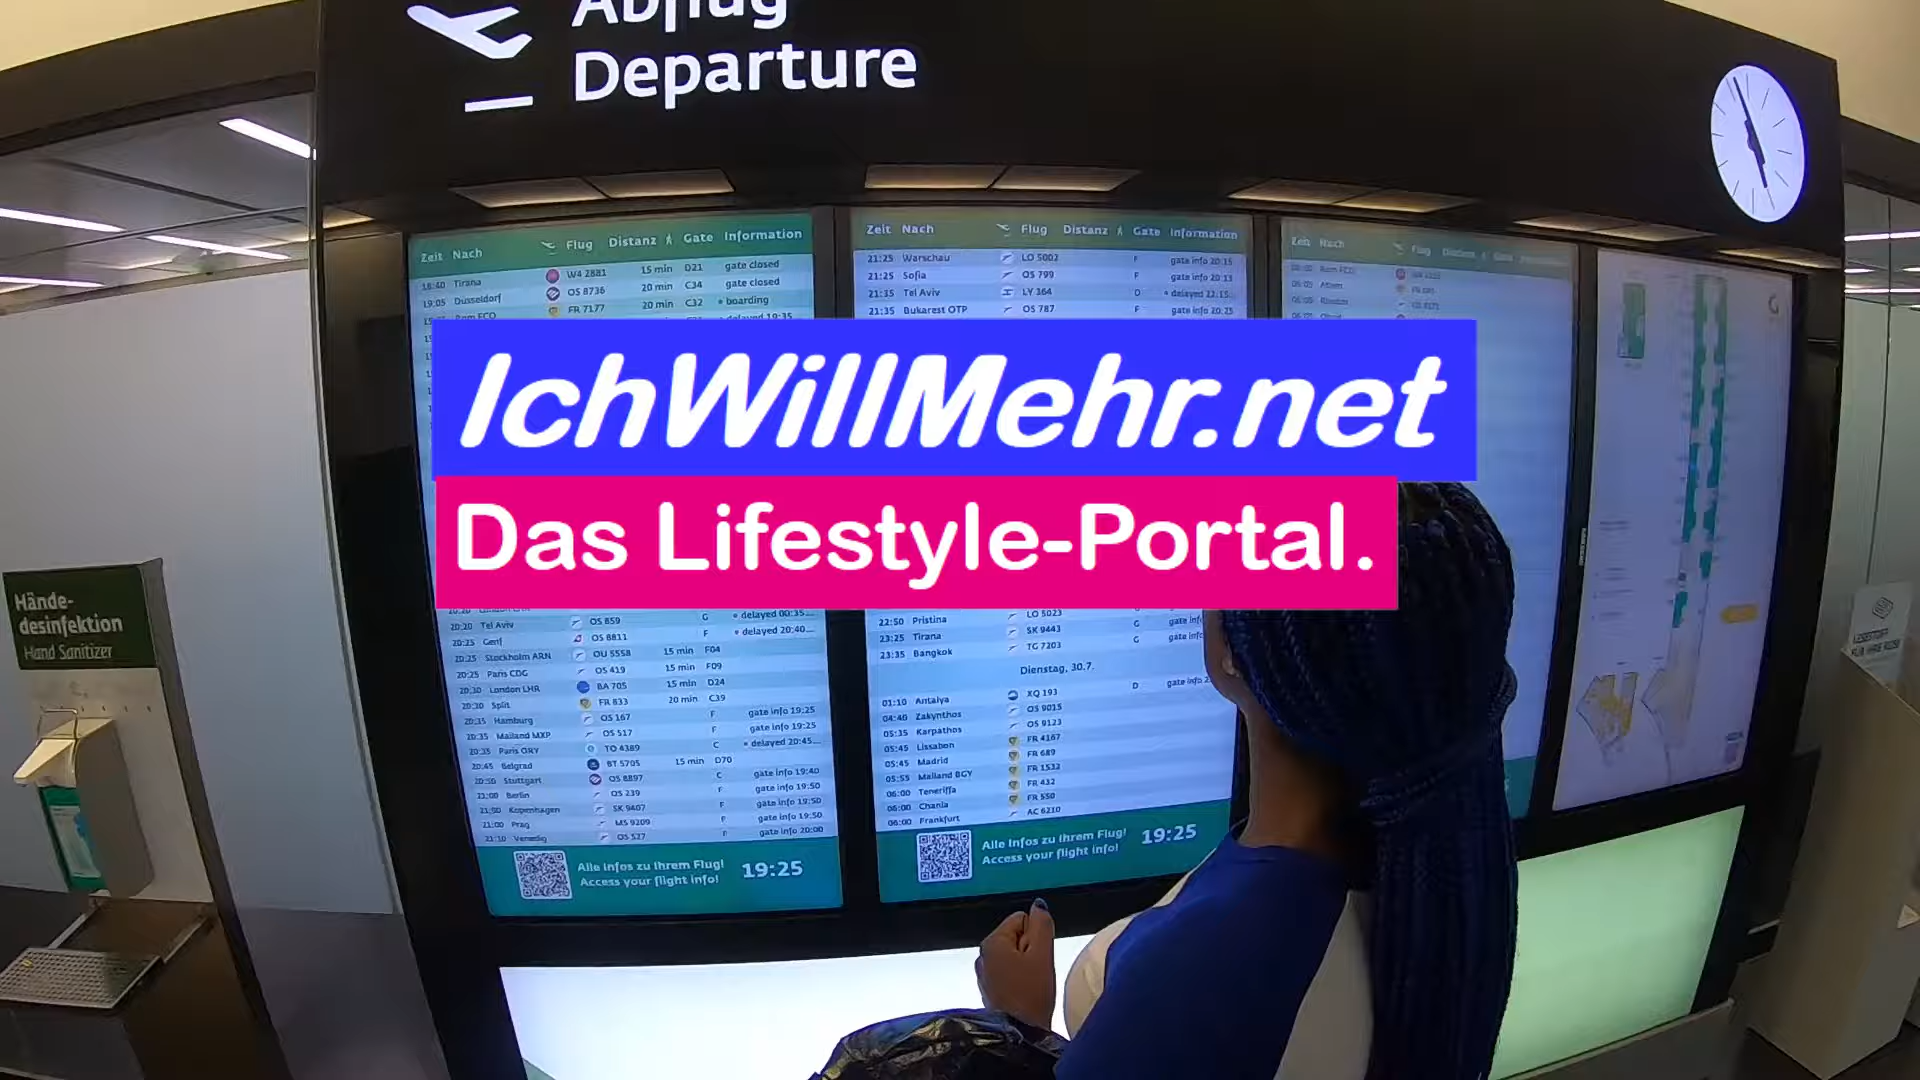 Abflug
Departure
Zeit Nach Flug Distanz Gate Information
18:40 Tirana W4 2881 15 min D21 gate closed
19:05 Düsseldorf OS 8736 20 min C34 gate closed
Rom FCO FR 7177 20 min C32 boarding
delayed 19:35
Zeit Nach Flug Distanz Gate Information
21:25 Warschau LO 5002 F gate info 20:15
21:25 Sofia OS 799 F gate info 20:15
21:35 Tel Aviv LY 364 D delayed 22:15...
21:35 Bukarest OTP OS 787 F gate info 20:25
Zeit Nach Flug
IchWillMehr.net
Das Lifestyle-Portal.
20:20 Tel Aviv OS 859 G delayed 00:35...
20:25 Genf OS 8811 F delayed 20:40...
20:25 Stockholm ARN OU 5558 15 min F04
20:25 Paris CDG OS 419 15 min F09
20:30 London LHR BA 705 15 min D24
20:30 Split FR 833 20 min C39
20:35 Hamburg OS 167 F gate info 19:25
20:35 Mailand MXP OS 517 F gate info 19:25
20:35 Paris ORY TO 4389 C delayed 20:45...
20:45 Belgrad BT 5705 15 min D70
20:50 Stuttgart OS 8897 C gate info 19:40
21:00 Berlin OS 239 F gate info 19:50
21:00 Kopenhagen SK 9407 F gate info 19:50
21:00 Prag MS 9209 F gate info 19:50
21:10 Venedig OS 527 F gate info 20:00
Alle Infos zu Ihrem Flug! 19:25
Access your flight info!
LO 5023
22:50 Pristina SK 9443 G
23:25 Tirana TG 7203 G
23:35 Bangkok
Dienstag, 30.7.
01:10 Antalya XQ 193 D
04:40 Zakynthos OS 9015
05:35 Karpathos OS 9123
05:45 Lissabon FR 4167
05:45 Madrid FR 689
05:55 Mailand BGY FR 1532
06:00 Teneriffa FR 432
06:00 Chania FR 550
06:00 Frankfurt AC 6210
Alle Infos zu Ihrem Flug! 19:25
Access your flight info!
Hände-
desinfektion
Hand Sanitizer
LESESTOFF
FÜR IHRE REISE